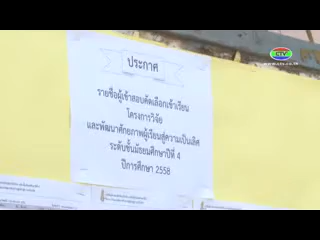 ประกาศ
รายชื่อผู้เข้าสอบคัดเลือกเข้าเรียน
โครงการวิจัย
และพัฒนาศักยภาพผู้เรียนสู่ความเป็นเลิศ
ระดับชั้นมัธยมศึกษาปีที่ 4
ปีการศึกษา 2558
CTV
www.ctv.co.th